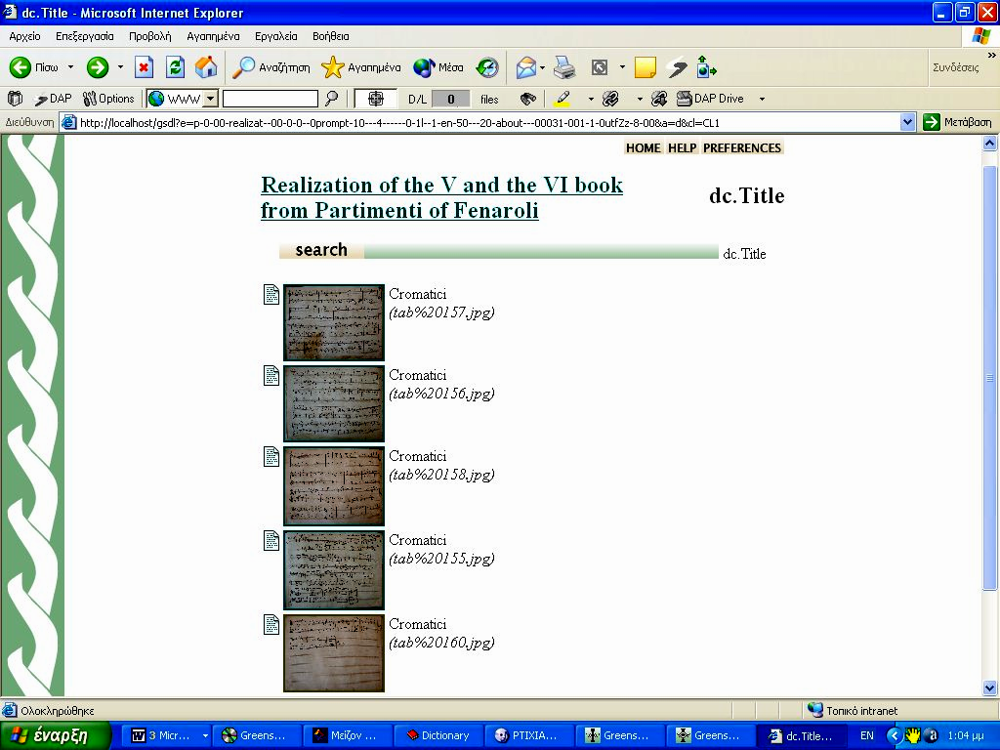 dc.Title - Microsoft Internet Explorer
Αρχείο Επεξεργασία Προβολή Αγαπημένα Εργαλεία Βοήθεια
Πίσω Αναζήτηση Αγαπημένα Μέσα Συνδέσεις »
DAP Options WWW D/L 0 files DAP Drive
Διεύθυνση http://localhost/gsdl?e=p-0-00-realizat--00-0-0--0prompt-10---4------0-1l--1-en-50---20-about---00031-001-1-0utfZz-8-00&a=d&cl=CL1 Μετάβαση
HOME HELP PREFERENCES
Realization of the V and the VI book
from Partimenti of Fenaroli
dc.Title
search dc.Title
Cromatici
(tab%20157.jpg)
Cromatici
(tab%20156.jpg)
Cromatici
(tab%20158.jpg)
Cromatici
(tab%20155.jpg)
Cromatici
(tab%20160.jpg)
Ολοκληρώθηκε Τοπικό intranet
έναρξη 3 Micr... Greens... Μείζον ... Dictionary PTIXIA... Greens... Greens... dc.Title... EN 1:04 μμ